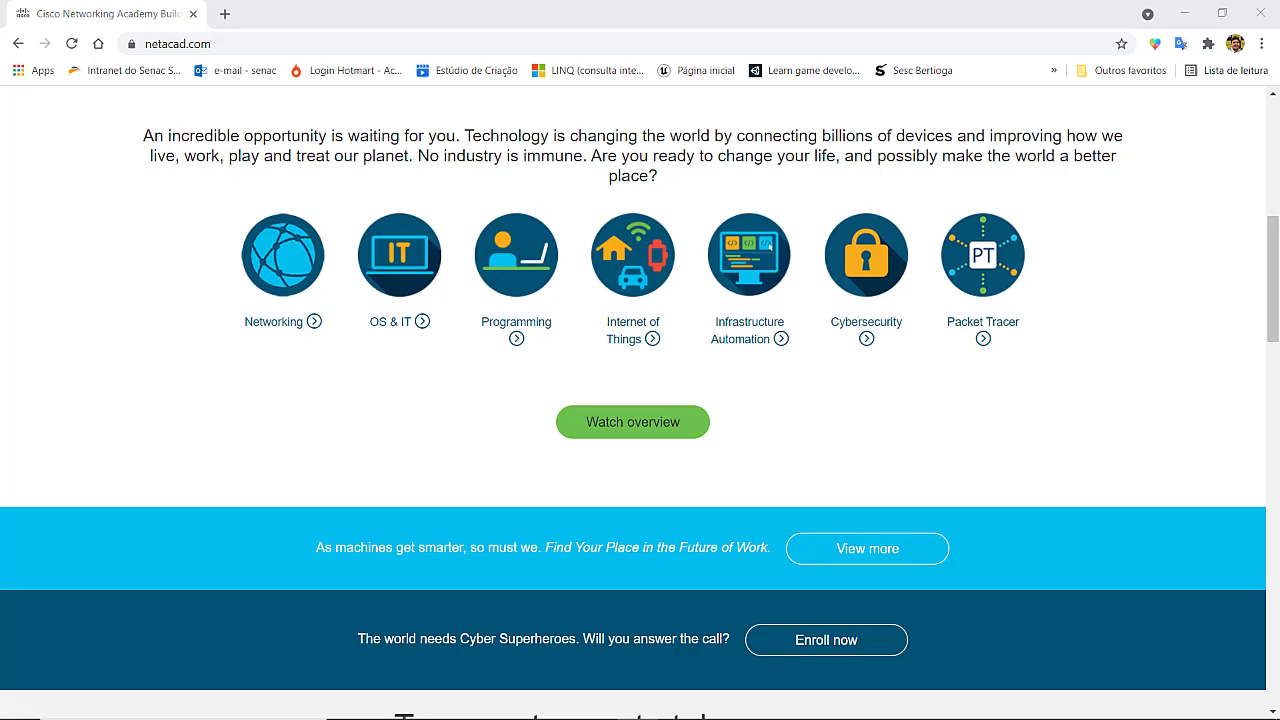 Cisco Networking Academy Build
netacad.com
Apps
Intranet do Senac S...
e-mail - senac
Login Hotmart - Ac...
Estúdio de Criação
LINQ (consulta inte...
Página inicial
Learn game develo...
Sesc Bertioga
»
Outros favoritos
Lista de leitura
An incredible opportunity is waiting for you. Technology is changing the world by connecting billions of devices and improving how we
live, work, play and treat our planet. No industry is immune. Are you ready to change your life, and possibly make the world a better
place?
IT
PT
Networking
OS & IT
Programming
Internet of
Things
Infrastructure
Automation
Cybersecurity
Packet Tracer
Watch overview
As machines get smarter, so must we. Find Your Place in the Future of Work.
View more
The world needs Cyber Superheroes. Will you answer the call?
Enroll now